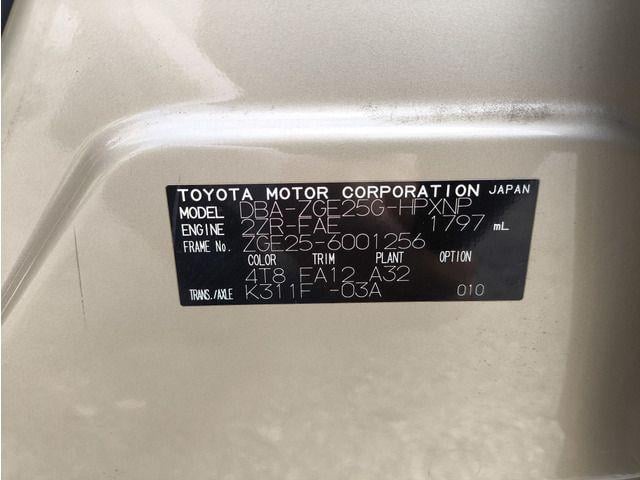 TOYOTA MOTOR CORPORATION JAPAN
MODEL DBA-ZGE25G-HPXNP
ENGINE 2ZR-FAE 1797 mL
FRAME No. ZGE25-6001256
COLOR TRIM PLANT OPTION
4T8 FA12 A32
TRANS./AXLE K311F -03A 010